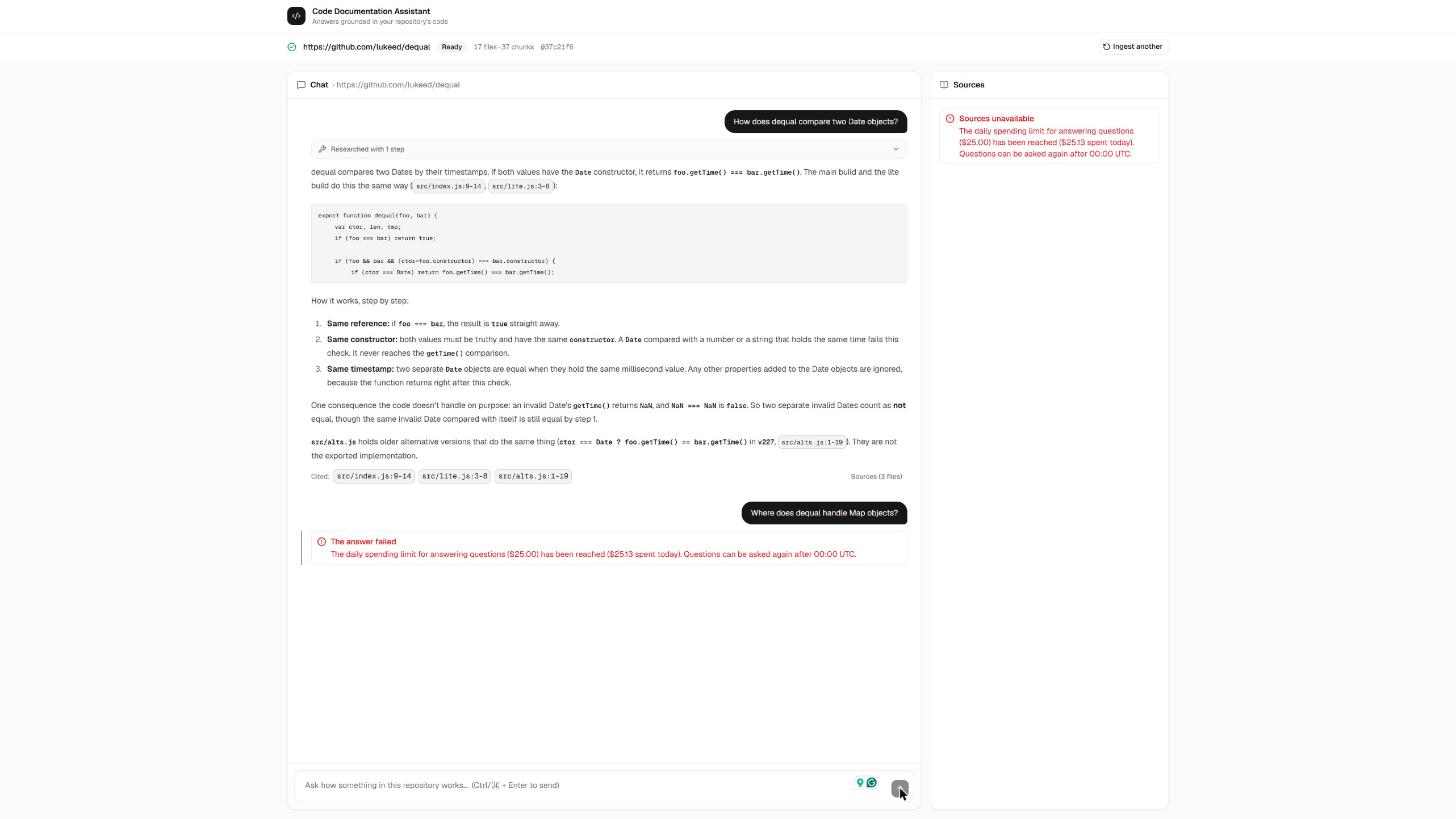 Code Documentation Assistant
Answers grounded in your repository's code
https://github.com/lukeed/dequal Ready 17 files · 37 chunks @37c21f6
Ingest another
Chat · https://github.com/lukeed/dequal
How does dequal compare two Date objects?
Researched with 1 step
dequal compares two Dates by their timestamps. If both values have the Date constructor, it returns foo.getTime() === bar.getTime(). The main build and the lite
build do this the same way (src/index.js:9-14, src/lite.js:3-8):
export function dequal(foo, bar) {
var ctor, len, tmp;
if (foo === bar) return true;
if (foo && bar && (ctor=foo.constructor) === bar.constructor) {
if (ctor === Date) return foo.getTime() === bar.getTime();
How it works, step by step:
1. Same reference: if foo === bar, the result is true straight away.
2. Same constructor: both values must be truthy and have the same constructor. A Date compared with a number or a string that holds the same time fails this
check. It never reaches the getTime() comparison.
3. Same timestamp: two separate Date objects are equal when they hold the same millisecond value. Any other properties added to the Date objects are ignored,
because the function returns right after this check.
One consequence the code doesn't handle on purpose: an invalid Date's getTime() returns NaN, and NaN === NaN is false. So two separate invalid Dates count as not
equal, though the same invalid Date compared with itself is still equal by step 1.
src/alts.js holds older alternative versions that do the same thing (ctor === Date ? foo.getTime() == bar.getTime() in v227, src/alts.js:1-19). They are not
the exported implementation.
Cited: src/index.js:9-14 src/lite.js:3-8 src/alts.js:1-19
Sources (3 files)
Where does dequal handle Map objects?
The answer failed
The daily spending limit for answering questions ($25.00) has been reached ($25.13 spent today). Questions can be asked again after 00:00 UTC.
Ask how something in this repository works... (Ctrl/⌘ + Enter to send)
Sources
Sources unavailable
The daily spending limit for answering questions
($25.00) has been reached ($25.13 spent today).
Questions can be asked again after 00:00 UTC.